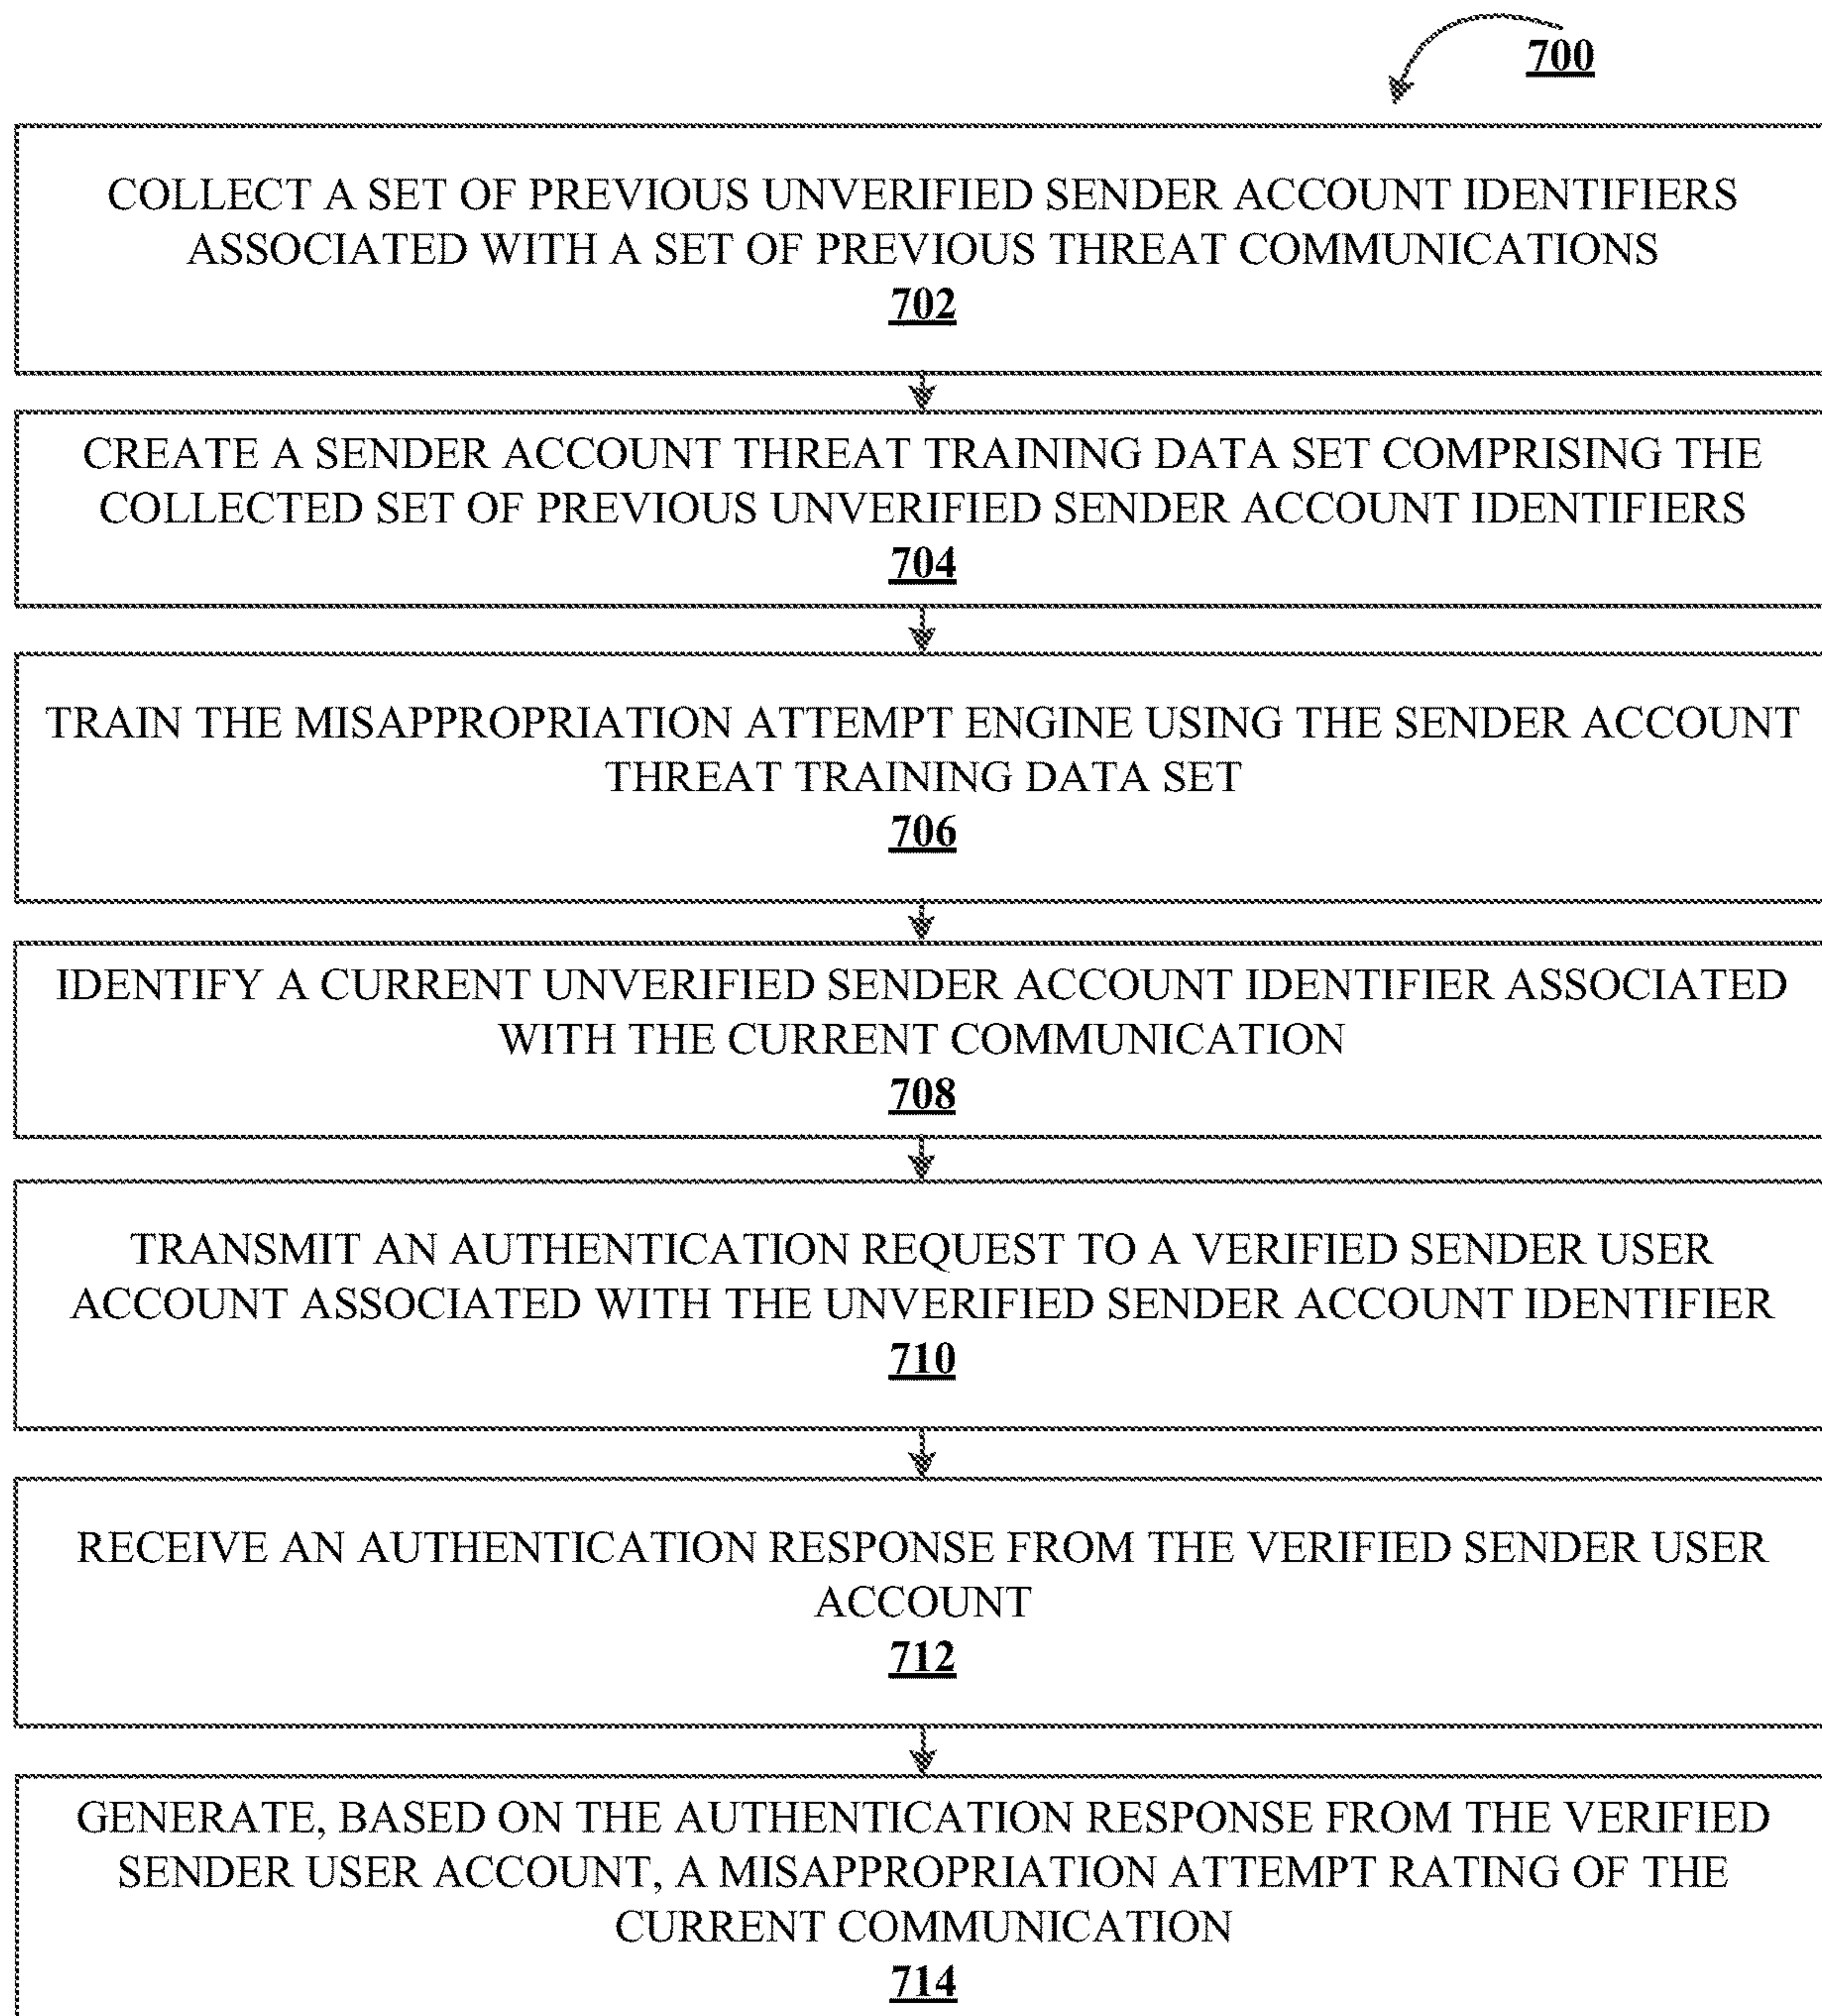 700
COLLECT A SET OF PREVIOUS UNVERIFIED SENDER ACCOUNT IDENTIFIERS
ASSOCIATED WITH A SET OF PREVIOUS THREAT COMMUNICATIONS
702
CREATE A SENDER ACCOUNT THREAT TRAINING DATA SET COMPRISING THE
COLLECTED SET OF PREVIOUS UNVERIFIED SENDER ACCOUNT IDENTIFIERS
704
TRAIN THE MISAPPROPRIATION ATTEMPT ENGINE USING THE SENDER ACCOUNT
THREAT TRAINING DATA SET
706
IDENTIFY A CURRENT UNVERIFIED SENDER ACCOUNT IDENTIFIER ASSOCIATED
WITH THE CURRENT COMMUNICATION
708
TRANSMIT AN AUTHENTICATION REQUEST TO A VERIFIED SENDER USER
ACCOUNT ASSOCIATED WITH THE UNVERIFIED SENDER ACCOUNT IDENTIFIER
710
RECEIVE AN AUTHENTICATION RESPONSE FROM THE VERIFIED SENDER USER
ACCOUNT
712
GENERATE, BASED ON THE AUTHENTICATION RESPONSE FROM THE VERIFIED
SENDER USER ACCOUNT, A MISAPPROPRIATION ATTEMPT RATING OF THE
CURRENT COMMUNICATION
714